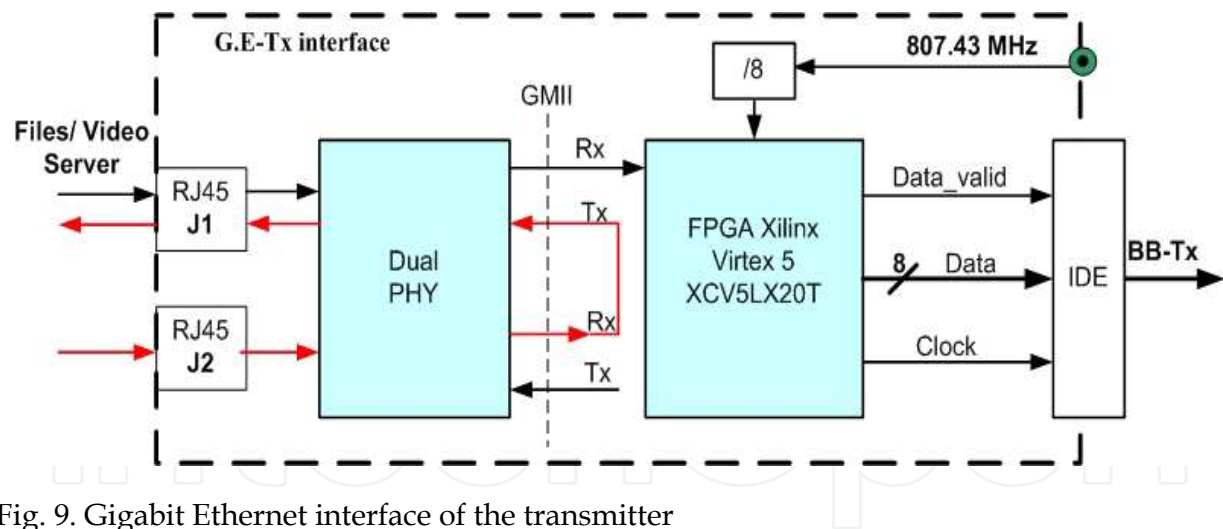 G.E-Tx interface
807.43 MHz
/8
GMII
Files/ Video
Server
Rx
RJ45
J1
Tx
Data_valid
Dual
PHY
FPGA Xilinx
Virtex 5
XCV5LX20T
8
Data
IDE
BB-Tx
Rx
RJ45
J2
Clock
Tx
Fig. 9. Gigabit Ethernet interface of the transmitter